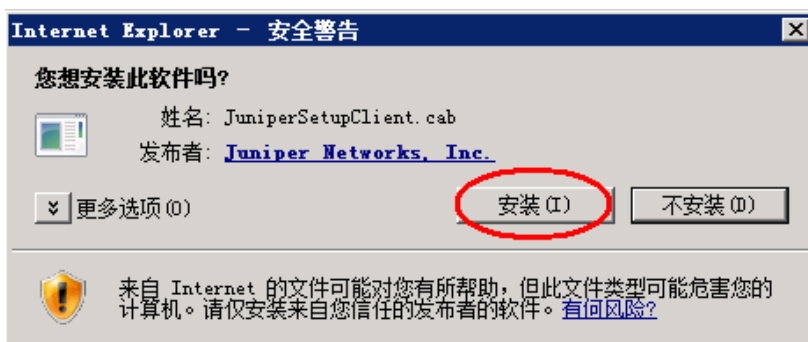 Internet Explorer - 安全警告
您想安装此软件吗?
姓名: JuniperSetupClient.cab
发布者: Juniper Networks, Inc.
更多选项(O) 安装(I) 不安装(D)
来自 Internet 的文件可能对您有所帮助，但此文件类型可能危害您的
计算机。请仅安装来自您信任的发布者的软件。有何风险?